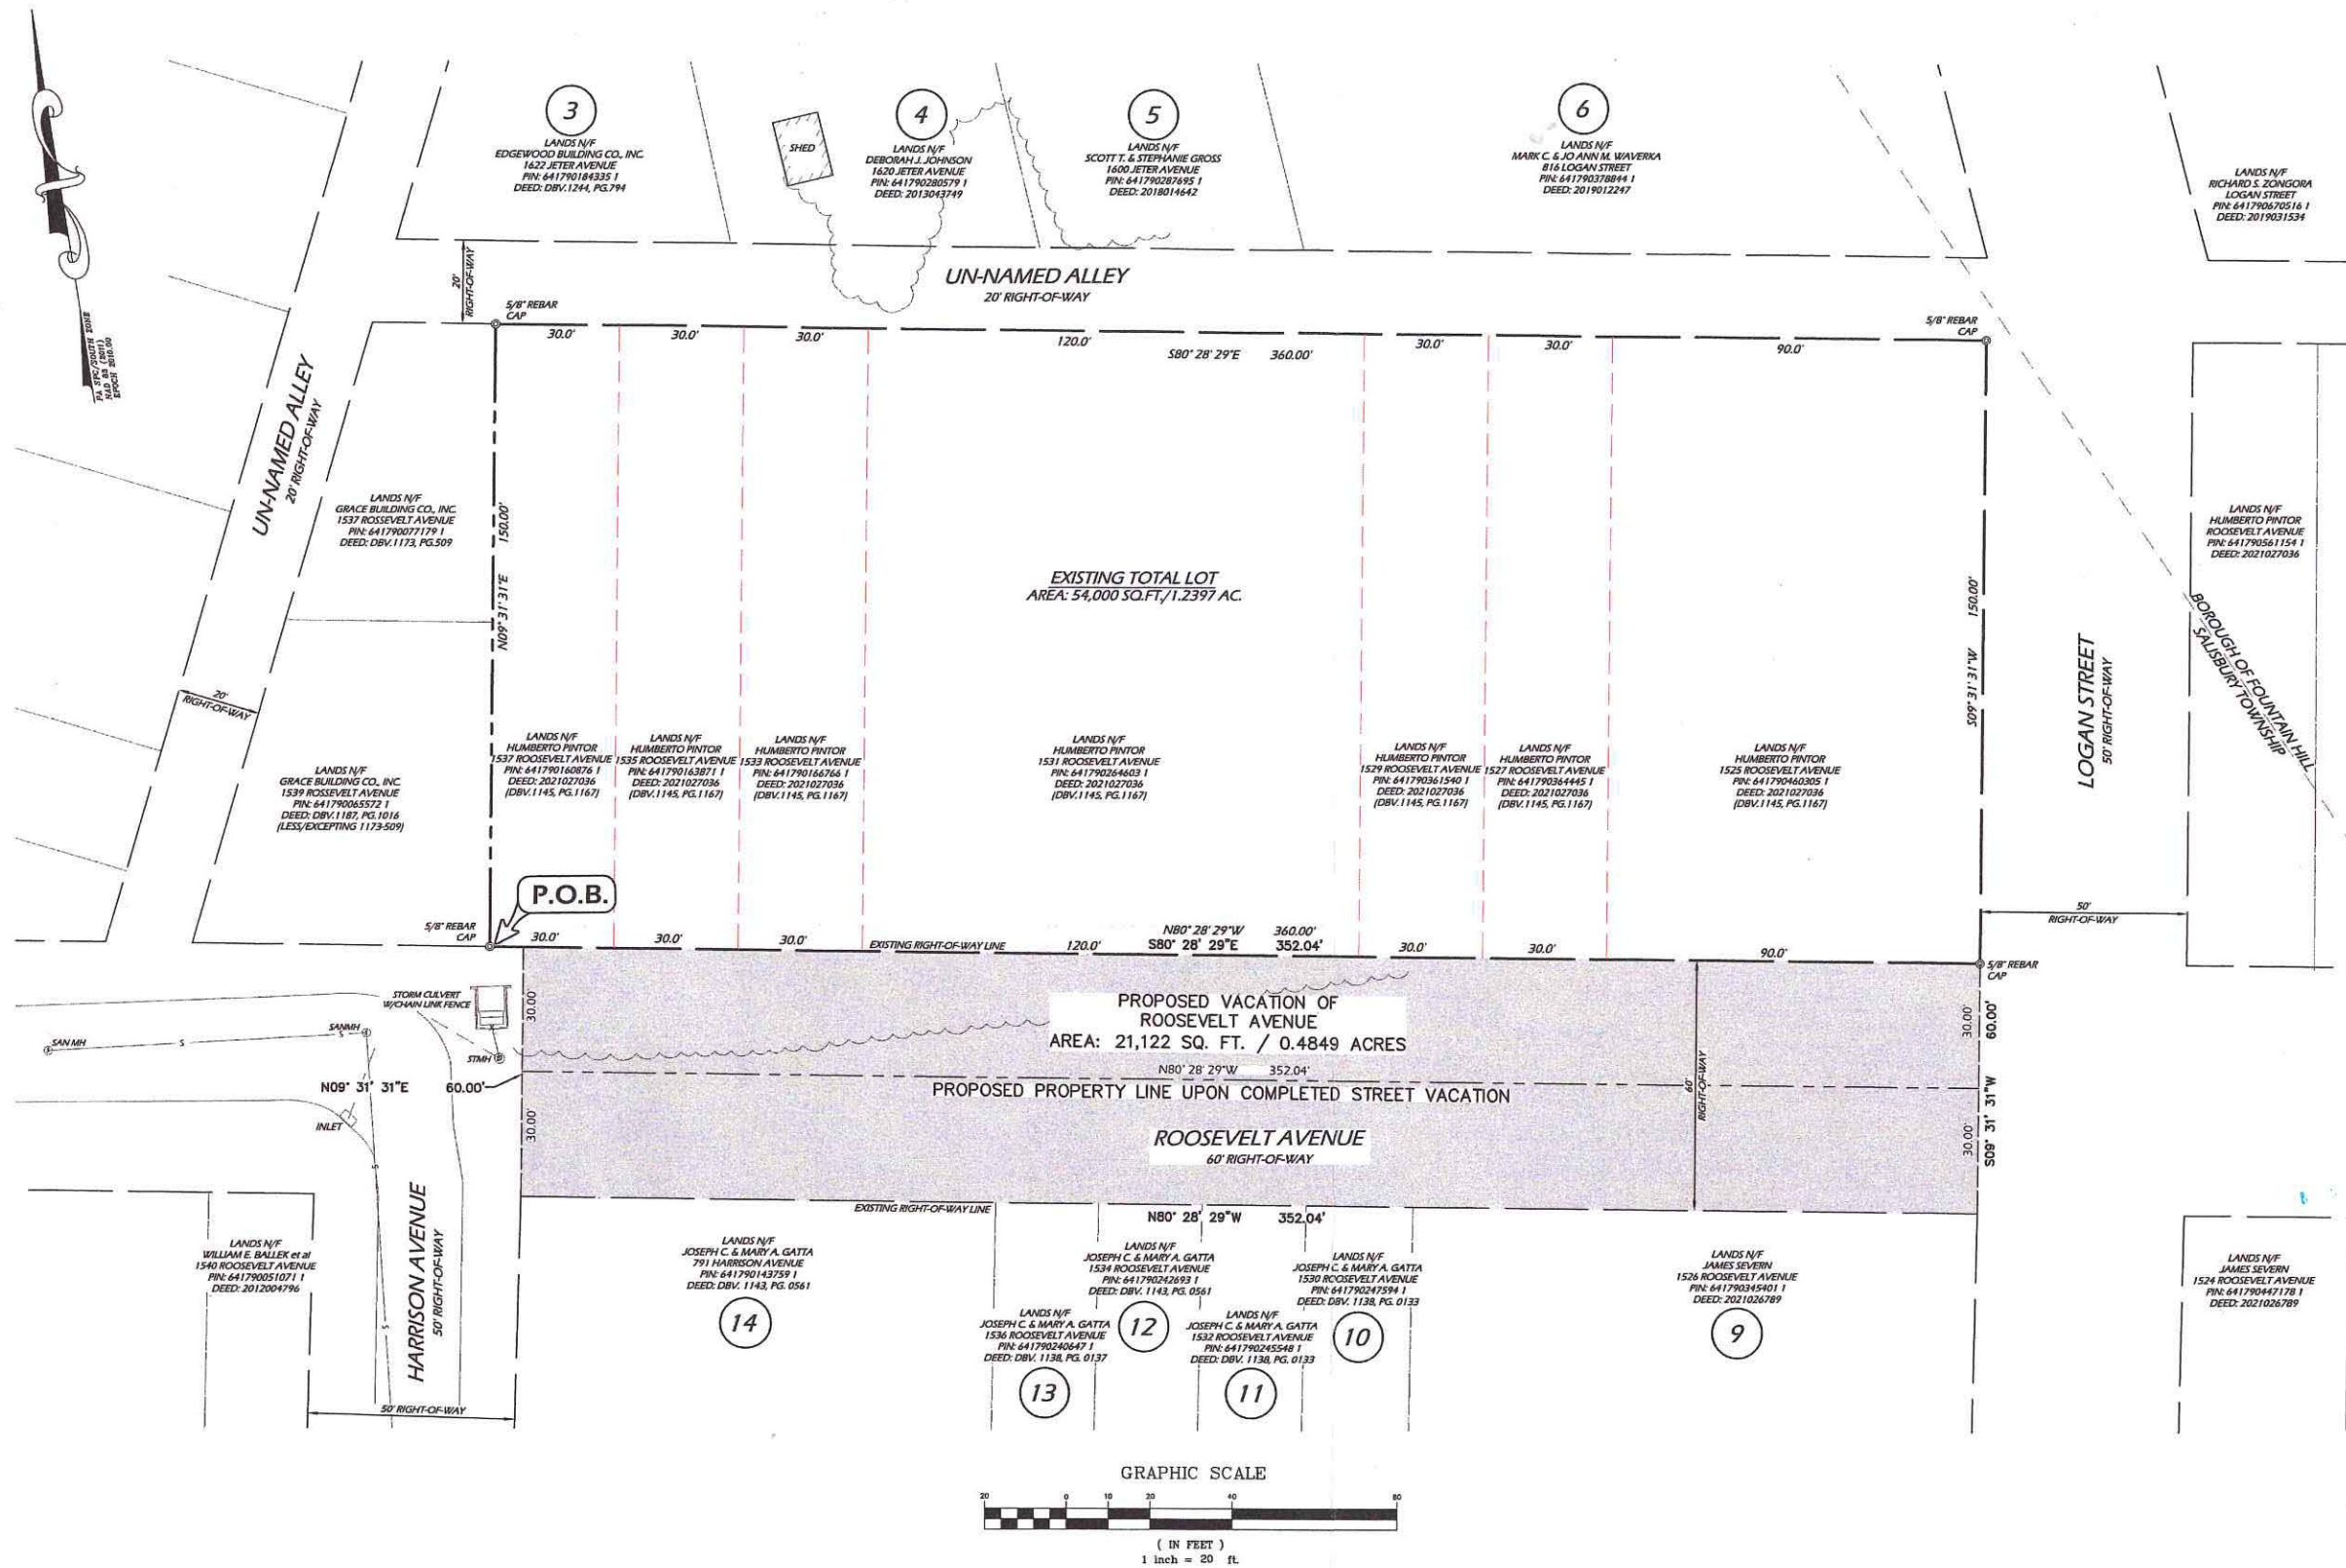 3
LANDS N/F
EDGEWOOD BUILDING CO., INC.
1622 JETER AVENUE
PIN: 641790184335 1
DEED: DBV.1244, PG.794
SHED
4
LANDS N/F
DEBORAH J. JOHNSON
1620 JETER AVENUE
PIN: 641790280579 1
DEED: 2013043749
5
LANDS N/F
SCOTT T. & STEPHANIE GROSS
1600 JETER AVENUE
PIN: 641790287695 1
DEED: 2018014642
6
LANDS N/F
MARK C. & JO ANN M. WAVERKA
816 LOGAN STREET
PIN: 641790378844 1
DEED: 2019012247
LANDS N/F
RICHARD S. ZONGORA
LOGAN STREET
PIN: 641790670516 1
DEED: 2019031534
PA SPC/SOUTH ZONE
NAD 83 (2011)
EPOCH 2010.00
20'
RIGHT-OF-WAY
UN-NAMED ALLEY
20' RIGHT-OF-WAY
5/8" REBAR
CAP
5/8" REBAR
CAP
30.0'
30.0'
30.0'
120.0'
S80° 28' 29"E 360.00'
30.0'
30.0'
90.0'
UN-NAMED ALLEY
20' RIGHT-OF-WAY
20'
RIGHT-OF-WAY
LANDS N/F
GRACE BUILDING CO., INC.
1537 ROSSEVELT AVENUE
PIN: 641790077179 1
DEED: DBV.1173, PG.509
N09° 31' 31"E 150.00'
EXISTING TOTAL LOT
AREA: 54,000 SQ.FT./1.2397 AC.
S09° 31' 31"W 150.00'
LOGAN STREET
50' RIGHT-OF-WAY
LANDS N/F
HUMBERTO PINTOR
ROOSEVELT AVENUE
PIN: 641790561154 1
DEED: 2021027036
BOROUGH OF FOUNTAIN HILL
SALISBURY TOWNSHIP
LANDS N/F
GRACE BUILDING CO., INC.
1539 ROSSEVELT AVENUE
PIN: 641790065572 1
DEED: DBV.1187, PG.1016
(LESS/EXCEPTING 1173-509)
LANDS N/F
HUMBERTO PINTOR
1537 ROOSEVELT AVENUE
PIN: 641790160876 1
DEED: 2021027036
(DBV.1145, PG.1167)
LANDS N/F
HUMBERTO PINTOR
1535 ROOSEVELT AVENUE
PIN: 641790163871 1
DEED: 2021027036
(DBV.1145, PG.1167)
LANDS N/F
HUMBERTO PINTOR
1533 ROOSEVELT AVENUE
PIN: 641790166766 1
DEED: 2021027036
(DBV.1145, PG.1167)
LANDS N/F
HUMBERTO PINTOR
1531 ROOSEVELT AVENUE
PIN: 641790264603 1
DEED: 2021027036
(DBV.1145, PG.1167)
LANDS N/F
HUMBERTO PINTOR
1529 ROOSEVELT AVENUE
PIN: 641790361540 1
DEED: 2021027036
(DBV.1145, PG.1167)
LANDS N/F
HUMBERTO PINTOR
1527 ROOSEVELT AVENUE
PIN: 641790364445 1
DEED: 2021027036
(DBV.1145, PG.1167)
LANDS N/F
HUMBERTO PINTOR
1525 ROOSEVELT AVENUE
PIN: 641790460305 1
DEED: 2021027036
(DBV.1145, PG.1167)
P.O.B.
5/8" REBAR
CAP
50'
RIGHT-OF-WAY
30.0'
30.0'
30.0'
EXISTING RIGHT-OF-WAY LINE
120.0'
N80° 28' 29"W 360.00'
S80° 28' 29"E 352.04'
30.0'
30.0'
90.0'
5/8" REBAR
CAP
STORM CULVERT
W/CHAIN LINK FENCE
SAN MH
S
SANMH
STMH
30.00'
PROPOSED VACATION OF
ROOSEVELT AVENUE
AREA: 21,122 SQ. FT. / 0.4849 ACRES
30.00'
60.00'
N09° 31' 31"E 60.00'
N80° 28' 29"W 352.04'
PROPOSED PROPERTY LINE UPON COMPLETED STREET VACATION
60'
RIGHT-OF-WAY
S09° 31' 31"W
INLET
30.00'
ROOSEVELT AVENUE
60' RIGHT-OF-WAY
30.00'
S
EXISTING RIGHT-OF-WAY LINE
N80° 28' 29"W 352.04'
LANDS N/F
WILLIAM E. BALLEK et al
1540 ROOSEVELT AVENUE
PIN: 641790051071 1
DEED: 2012004796
S
HARRISON AVENUE
50' RIGHT-OF-WAY
50' RIGHT-OF-WAY
LANDS N/F
JOSEPH C. & MARY A. GATTA
791 HARRISON AVENUE
PIN: 641790143759 1
DEED: DBV. 1143, PG. 0561
14
LANDS N/F
JOSEPH C. & MARY A. GATTA
1536 ROOSEVELT AVENUE
PIN: 641790240647 1
DEED: DBV. 1138, PG. 0137
13
LANDS N/F
JOSEPH C. & MARY A. GATTA
1534 ROOSEVELT AVENUE
PIN: 641790242693 1
DEED: DBV. 1143, PG. 0561
12
LANDS N/F
JOSEPH C. & MARY A. GATTA
1532 ROOSEVELT AVENUE
PIN: 641790245548 1
DEED: DBV. 1138, PG. 0133
11
LANDS N/F
JOSEPH C. & MARY A. GATTA
1530 ROOSEVELT AVENUE
PIN: 641790247594 1
DEED: DBV. 1138, PG. 0133
10
LANDS N/F
JAMES SEVERN
1526 ROOSEVELT AVENUE
PIN: 641790345401 1
DEED: 2021026789
9
LANDS N/F
JAMES SEVERN
1524 ROOSEVELT AVENUE
PIN: 641790447178 1
DEED: 2021026789
GRAPHIC SCALE
20 0 10 20 40 80
( IN FEET )
1 inch = 20 ft.